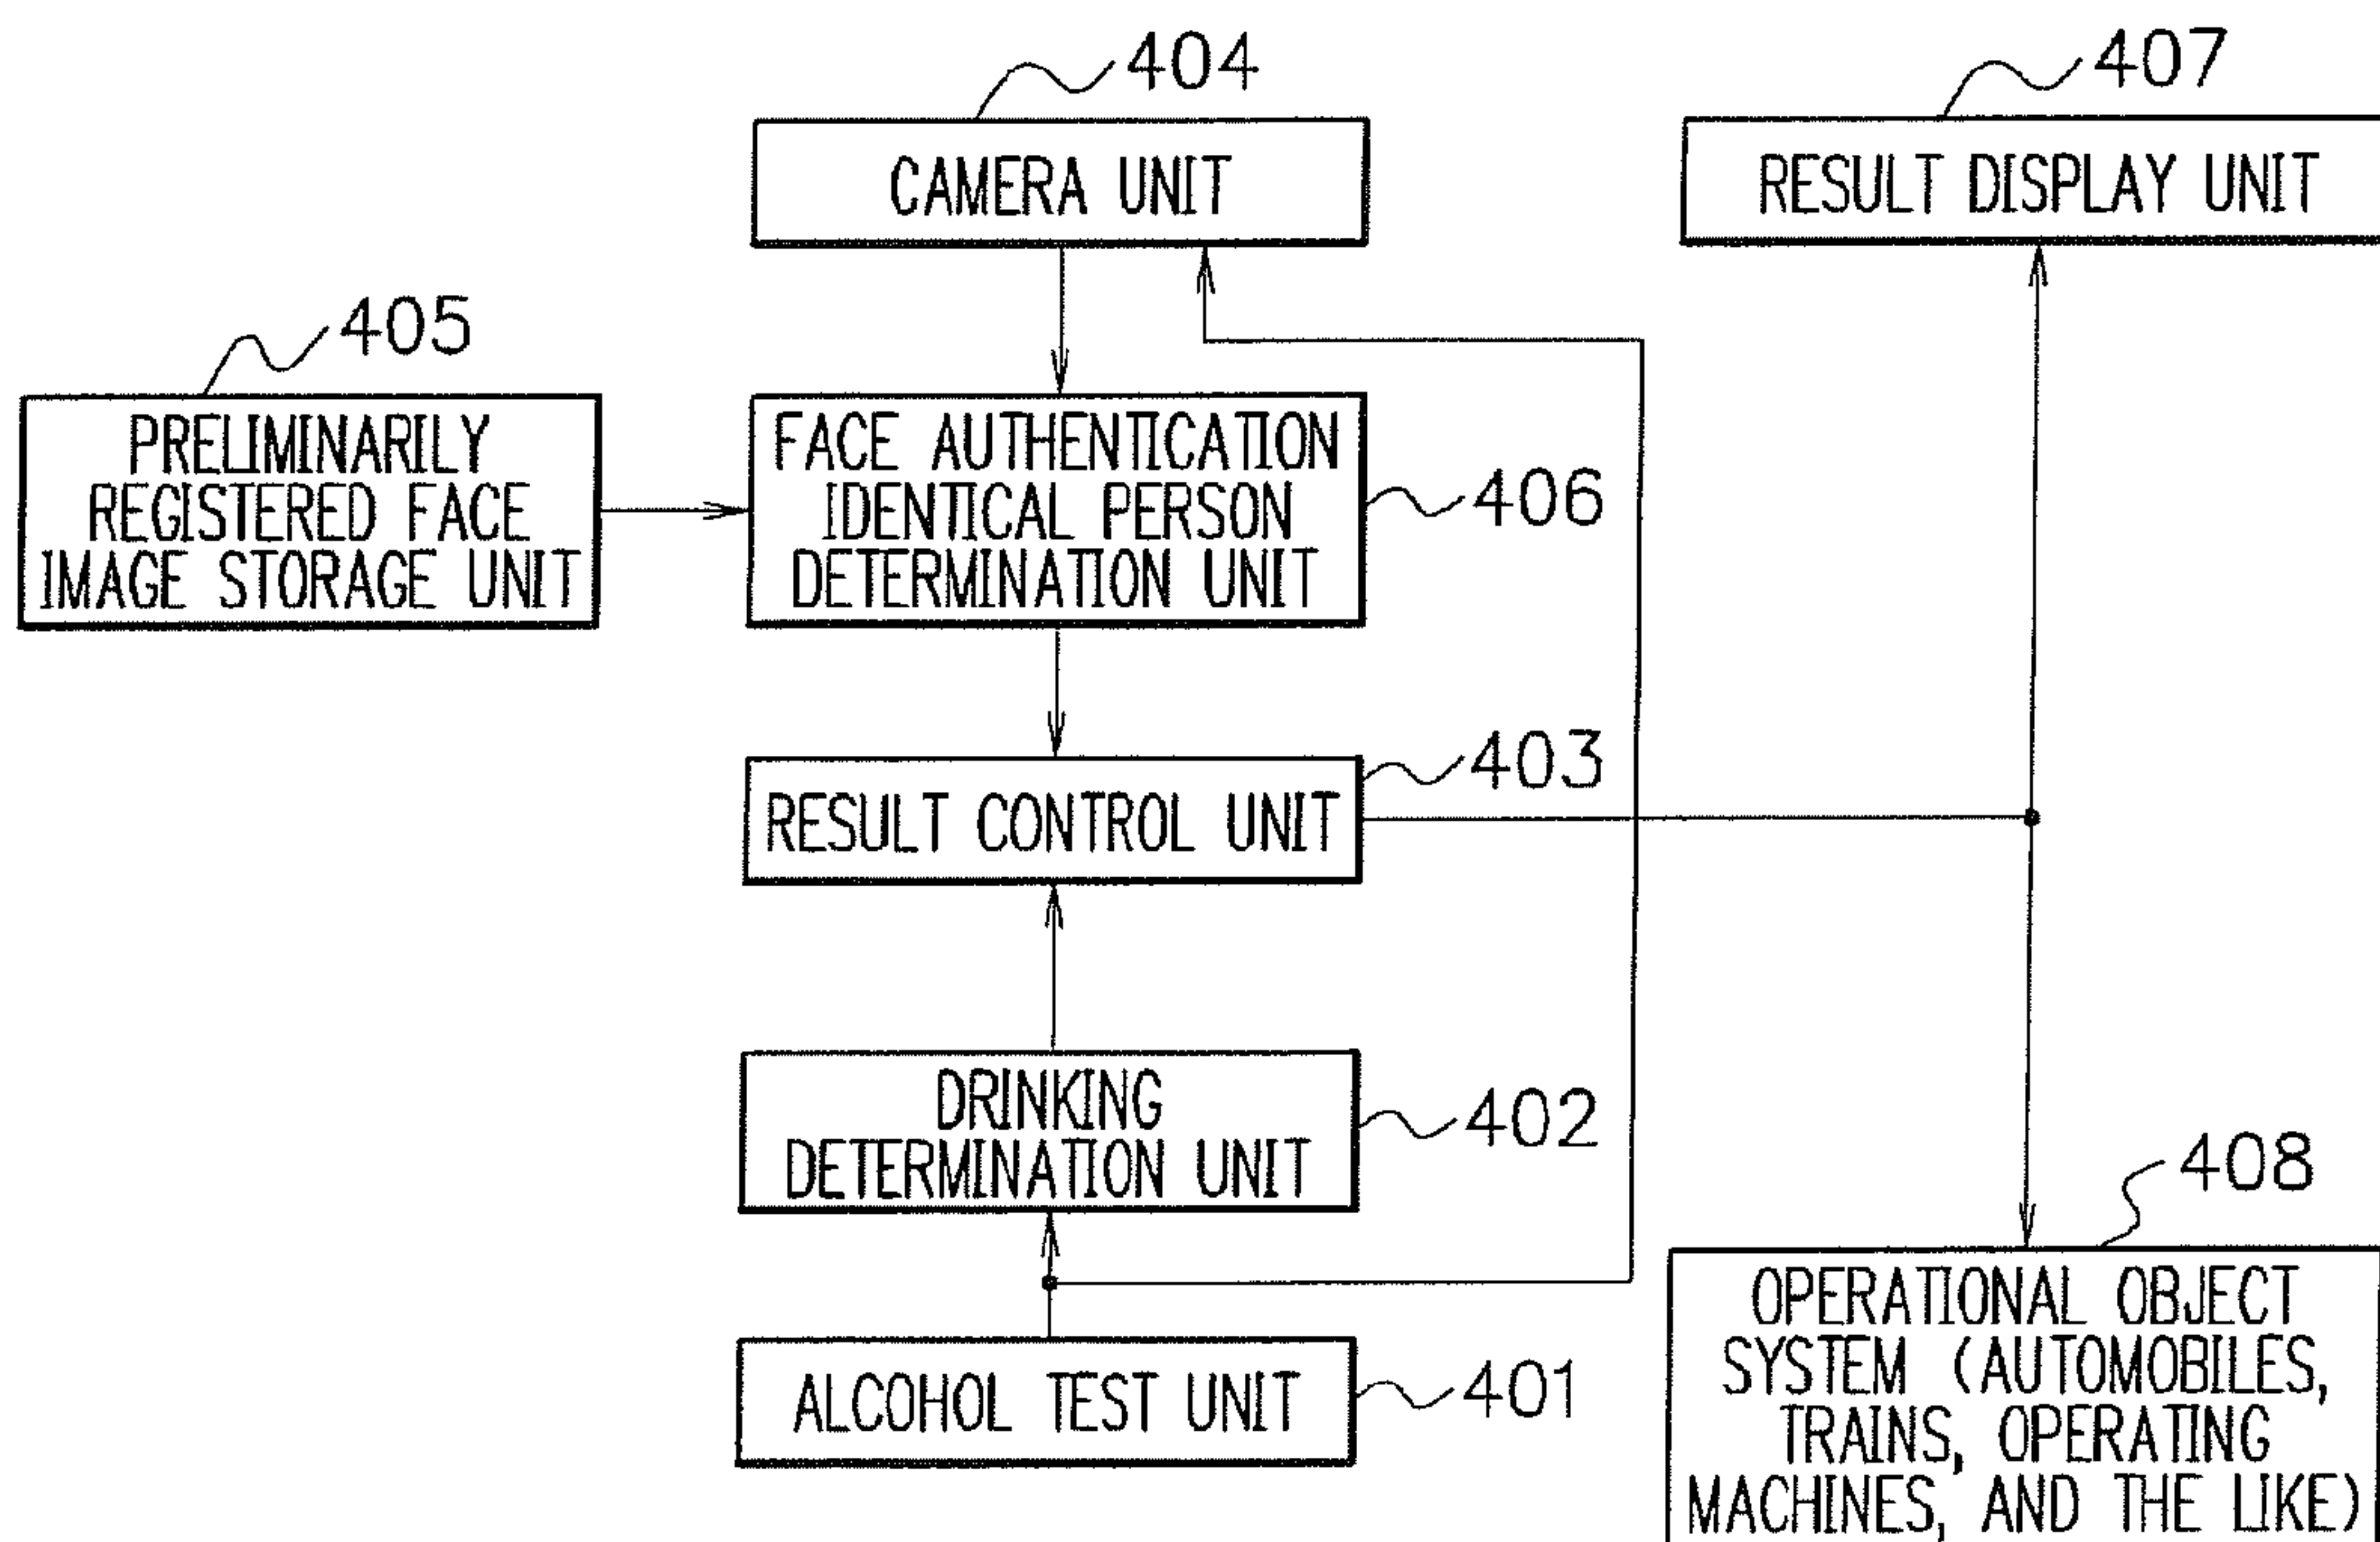 404
CAMERA UNIT
407
RESULT DISPLAY UNIT
405
PRELIMINARILY
REGISTERED FACE
IMAGE STORAGE UNIT
FACE AUTHENTICATION
IDENTICAL PERSON
DETERMINATION UNIT
406
RESULT CONTROL UNIT
403
DRINKING
DETERMINATION UNIT
402
ALCOHOL TEST UNIT
401
408
OPERATIONAL OBJECT
SYSTEM (AUTOMOBILES,
TRAINS, OPERATING
MACHINES, AND THE LIKE)